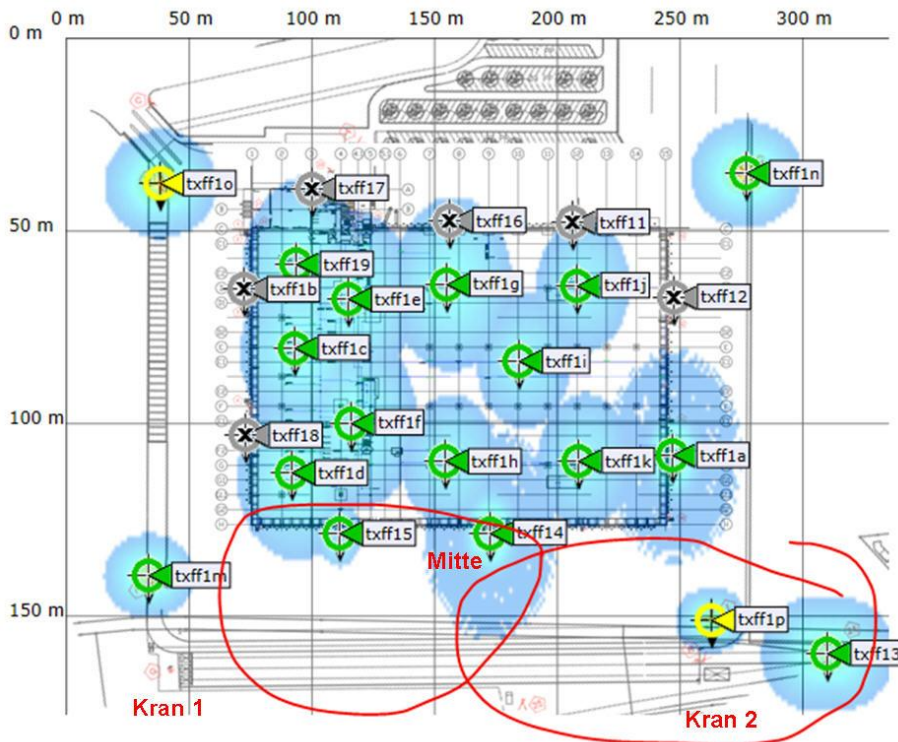 0 m 50 m 100 m 150 m 200 m 250 m 300 m
0 m
txff1o
txff17
txff1n
50 m
txff16
txff11
txff19
txff1b
txff1e
txff1g
txff1j
txff12
txff1c
txff1i
100 m
txff1f
txff18
txff1d
txff1h
txff1k
txff1a
txff15
txff14
Mitte
txff1m
150 m
txff1p
txff13
Kran 1
Kran 2